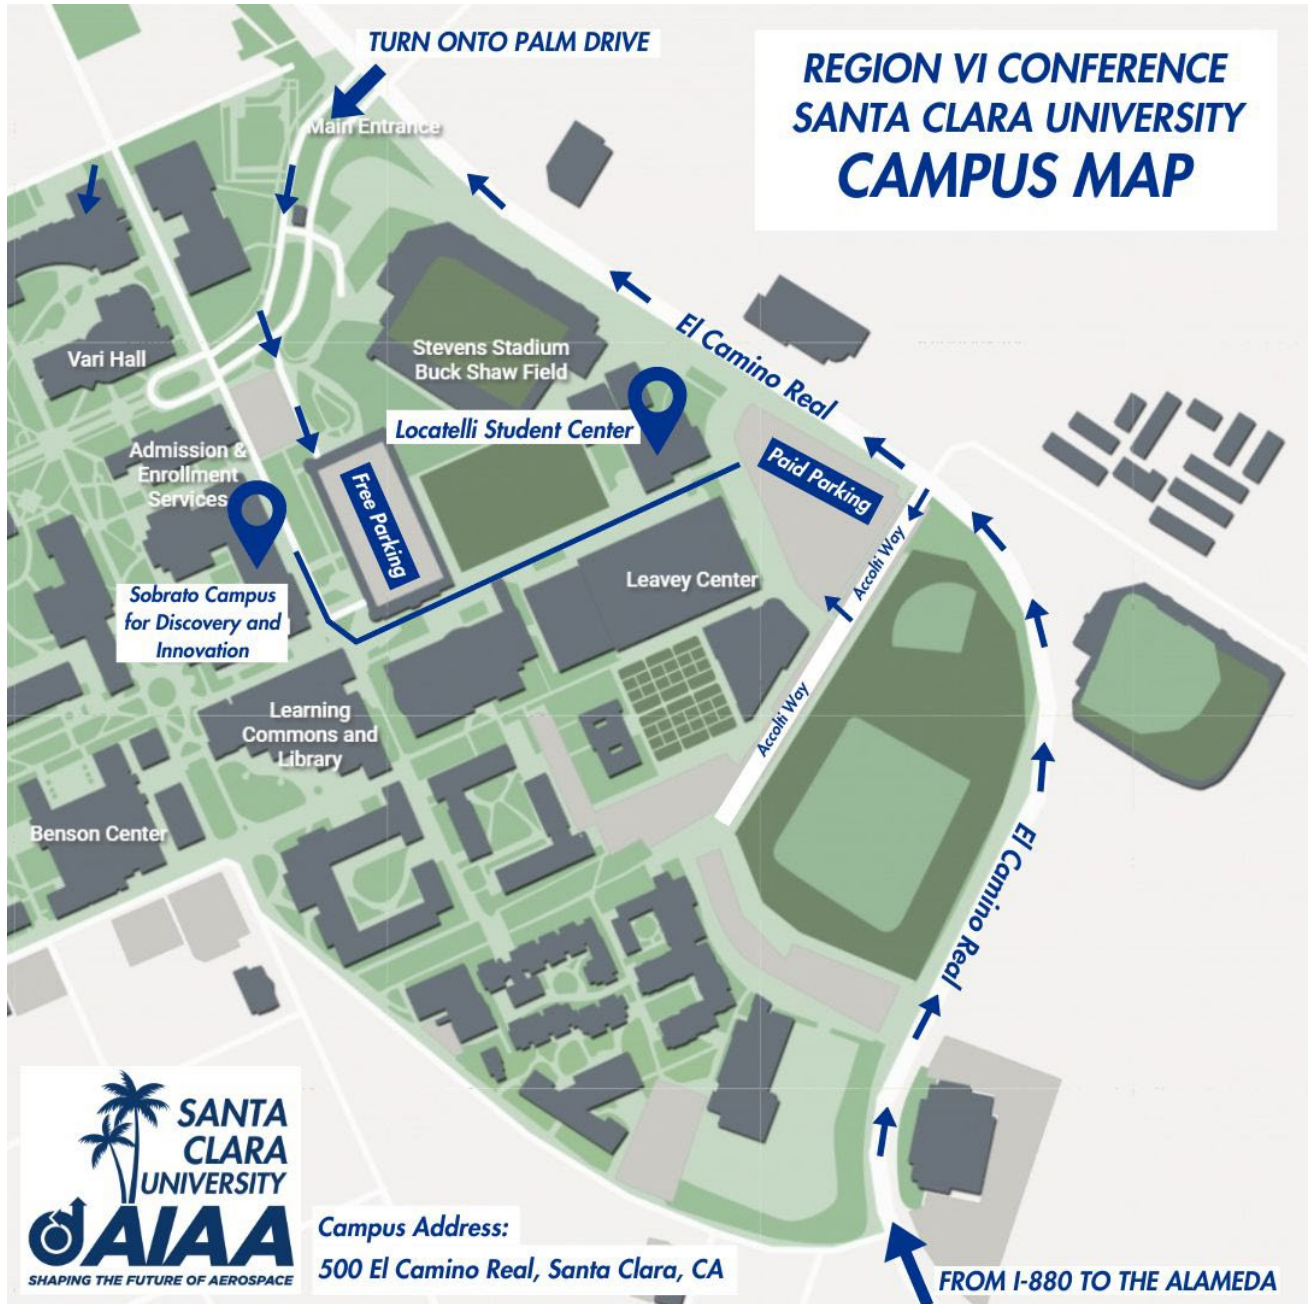 TURN ONTO PALM DRIVE
REGION VI CONFERENCE
SANTA CLARA UNIVERSITY
CAMPUS MAP
Main Entrance
El Camino Real
Stevens Stadium
Buck Shaw Field
Vari Hall
Locatelli Student Center
Paid Parking
Admission &
Enrollment
Services
Free Parking
Accolti Way
Leavey Center
Sobrato Campus
for Discovery and
Innovation
Accolti Way
Learning
Commons and
Library
Benson Center
El Camino Real
SANTA
CLARA
UNIVERSITY
AIAA
SHAPING THE FUTURE OF AEROSPACE
Campus Address:
500 El Camino Real, Santa Clara, CA
FROM I-880 TO THE ALAMEDA